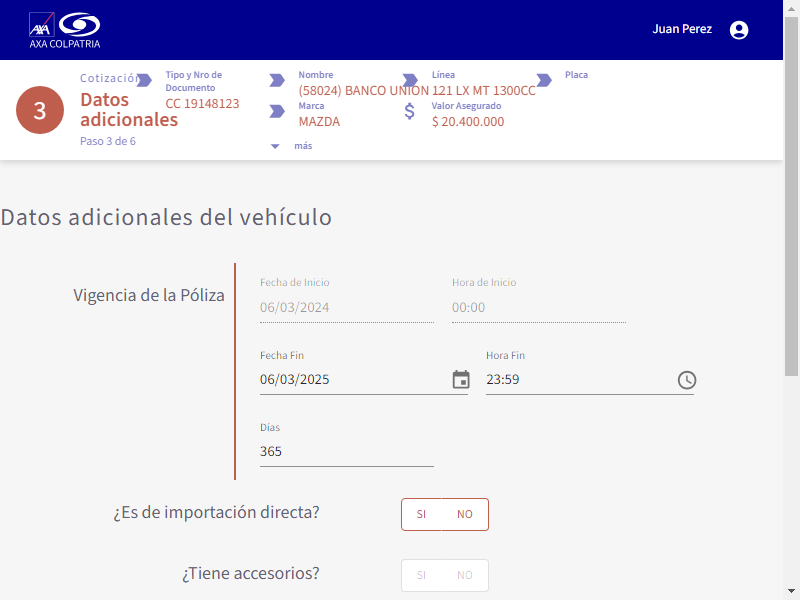 AXA
AXA COLPATRIA
Juan Perez
3
Cotización
Datos
adicionales
Paso 3 de 6
Tipo y Nro de
Documento
CC 19148123
Nombre
(58024) BANCO UNION
Marca
MAZDA
más
Línea
121 LX MT 1300CC
$
Valor Asegurado
$ 20.400.000
Placa
Datos adicionales del vehículo
Vigencia de la Póliza
Fecha de Inicio
06/03/2024
Hora de Inicio
00:00
Fecha Fin
06/03/2025
Hora Fin
23:59
Días
365
¿Es de importación directa?
SI NO
¿Tiene accesorios?
SI NO